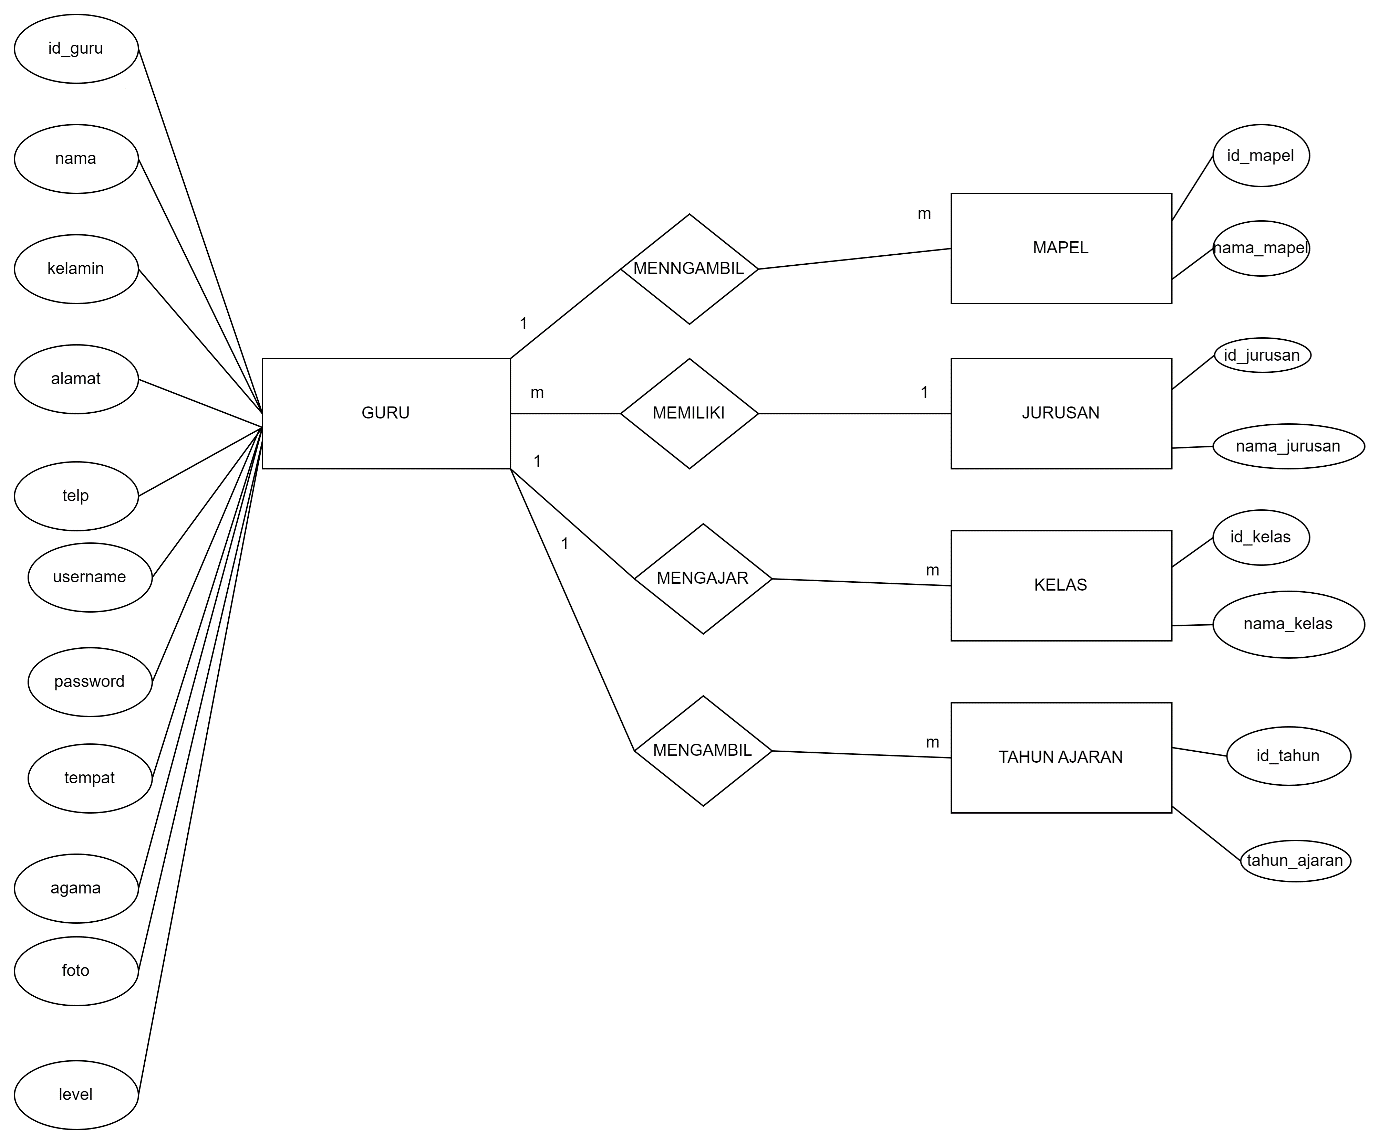 id_guru
nama
kelamin
alamat
telp
username
password
tempat
agama
foto
level
GURU
1
MENNGAMBIL
m
MAPEL
id_mapel
nama_mapel
m
MEMILIKI
1
JURUSAN
id_jurusan
nama_jurusan
1
MENGAJAR
m
KELAS
id_kelas
nama_kelas
1
MENGAMBIL
m
TAHUN AJARAN
id_tahun
tahun_ajaran